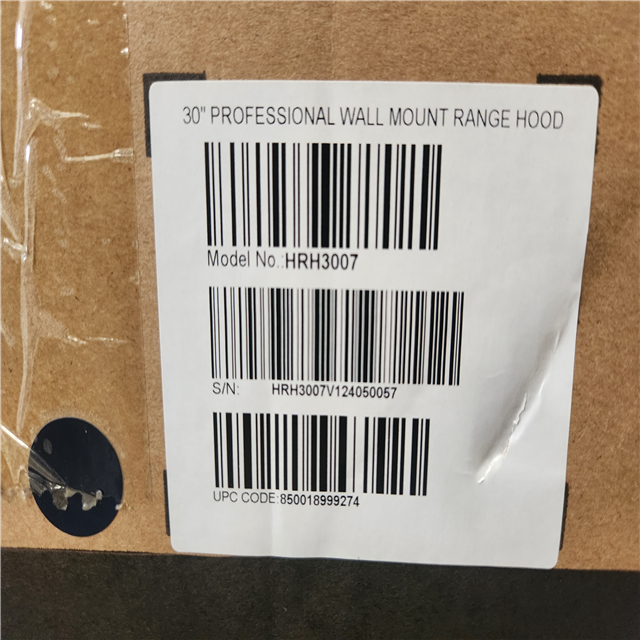 30" PROFESSIONAL WALL MOUNT RANGE HOOD
Model No.:HRH3007
S/N: HRH3007V124050057
UPC CODE:850018999274